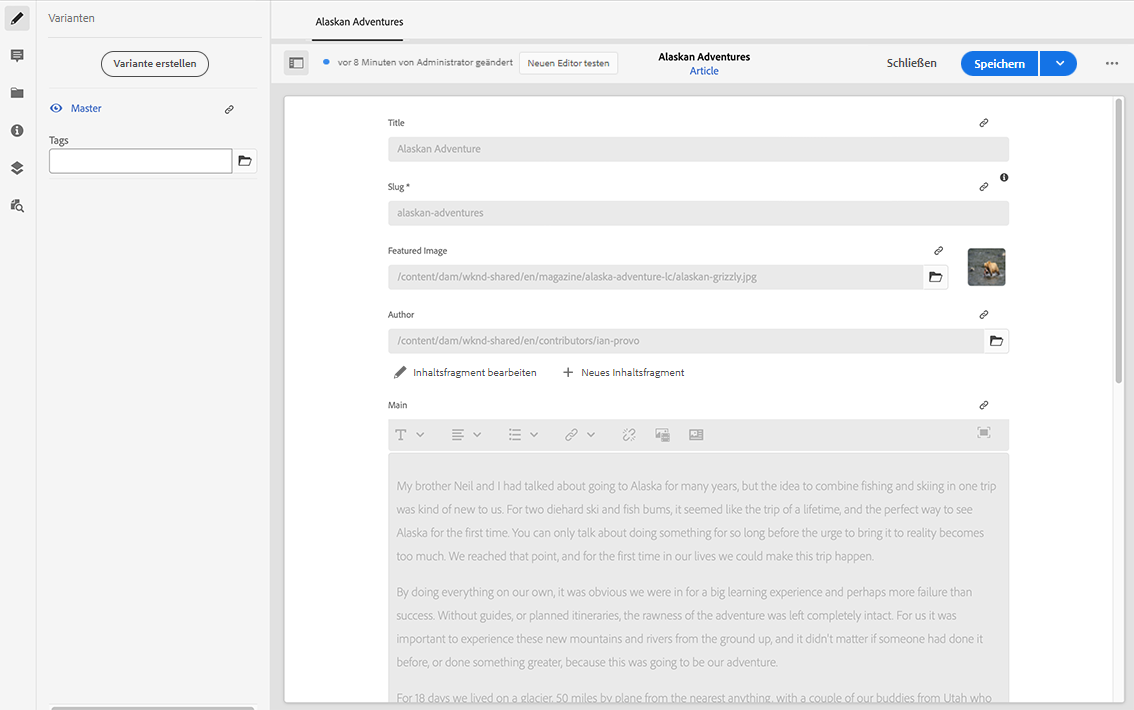 Varianten
Variante erstellen
Master
Tags
Alaskan Adventures
vor 8 Minuten von Administrator geändert
Neuen Editor testen
Alaskan Adventures
Article
Schließen
Speichern
Title
Alaskan Adventure
Slug *
alaskan-adventures
Featured Image
/content/dam/wknd-shared/en/magazine/alaska-adventure-lc/alaskan-grizzly.jpg
Author
/content/dam/wknd-shared/en/contributors/ian-provo
Inhaltsfragment bearbeiten
Neues Inhaltsfragment
Main
My brother Neil and I had talked about going to Alaska for many years, but the idea to combine fishing and skiing in one trip
was kind of new to us. For two diehard ski and fish bums, it seemed like the trip of a lifetime, and the perfect way to see
Alaska for the first time. You can only talk about doing something for so long before the urge to bring it to reality becomes
too much. We reached that point, and for the first time in our lives we could make this trip happen.
By doing everything on our own, it was obvious we were in for a big learning experience and perhaps more failure than
success. Without guides, or planned itineraries, the rawness of the adventure was left completely intact. For us it was
important to experience these new mountains and rivers from the ground up, and it didn't matter if someone had done it
before, or done something greater, because this was going to be our adventure.
For 18 days we lived on a glacier, 50 miles by plane from the nearest anything, with a couple of our buddies from Utah who